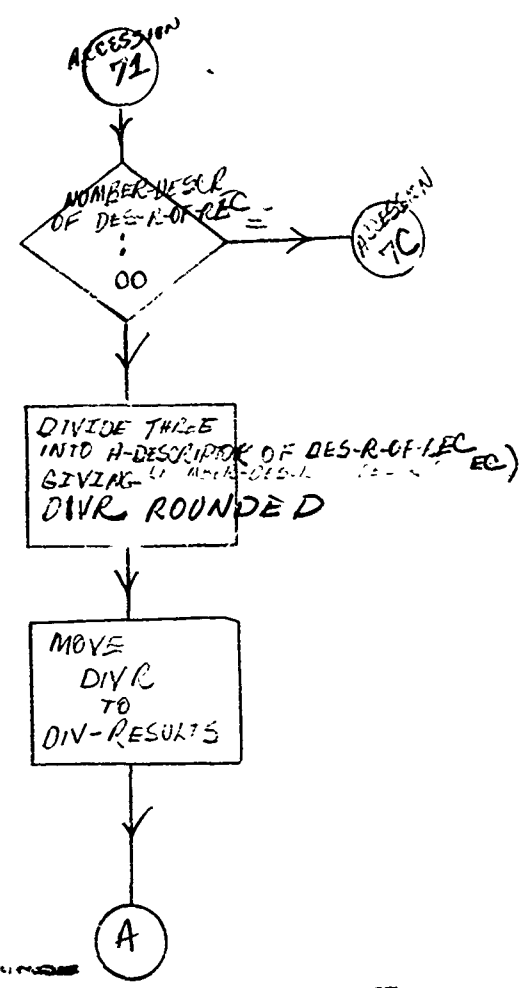 ACCESSION
71
NUMBER-DESCR
OF DES-R-OF-REC
:
00
=
ACCESSION
7C
DIVIDE THREE
INTO A-DESCRIPTOR OF DES-R-OF-REC
EC)
GIVING
DIVR ROUNDED
MOVE
DIVR
TO
DIV-RESULTS
A